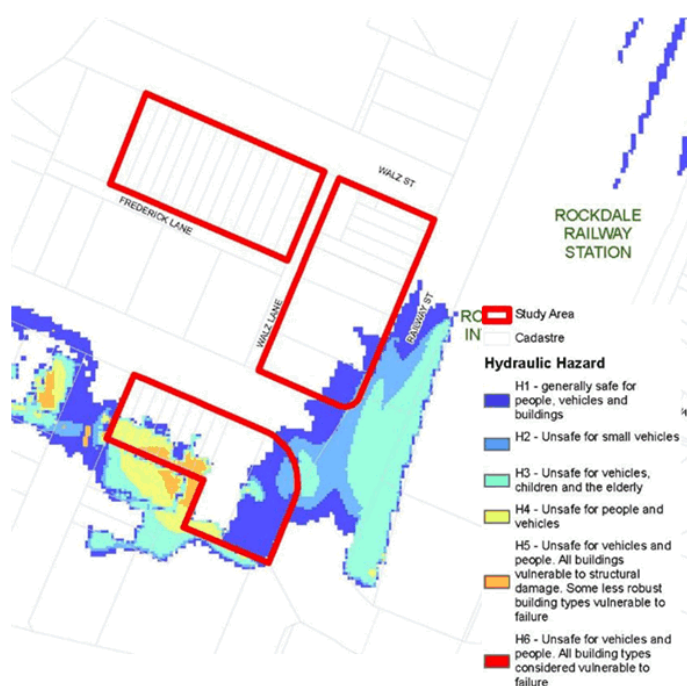 WALZ ST
FREDERICK LANE
WALZ LANE
RAILWAY ST
ROCKDALE
RAILWAY
STATION
Study Area
Cadastre
Hydraulic Hazard
H1 - generally safe for
people, vehicles and
buildings
H2 - Unsafe for small vehicles
H3 - Unsafe for vehicles,
children and the elderly
H4 - Unsafe for people and
vehicles
H5 - Unsafe for vehicles and
people. All buildings
vulnerable to structural
damage. Some less robust
building types vulnerable to
failure
H6 - Unsafe for vehicles and
people. All building types
considered vulnerable to
failure